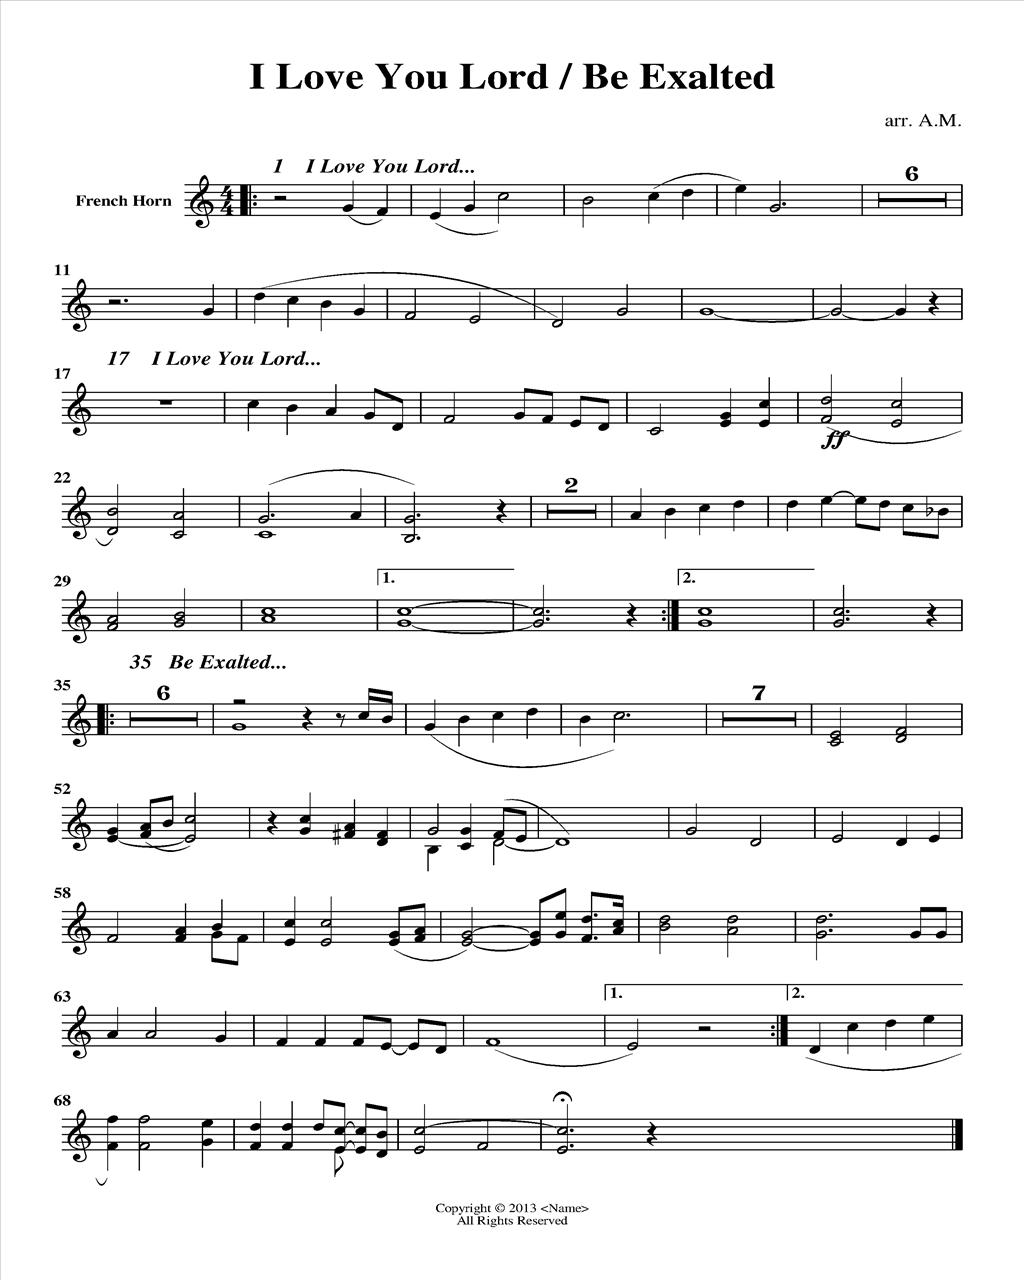 I Love You Lord / Be Exalted
arr. A.M.
1 I Love You Lord...
French Horn
6
11
17 I Love You Lord...
17
ff
22
2
29
1.
2.
35 Be Exalted...
35
6
7
52
58
63
1.
2.
68
Copyright © 2013 <Name>
All Rights Reserved